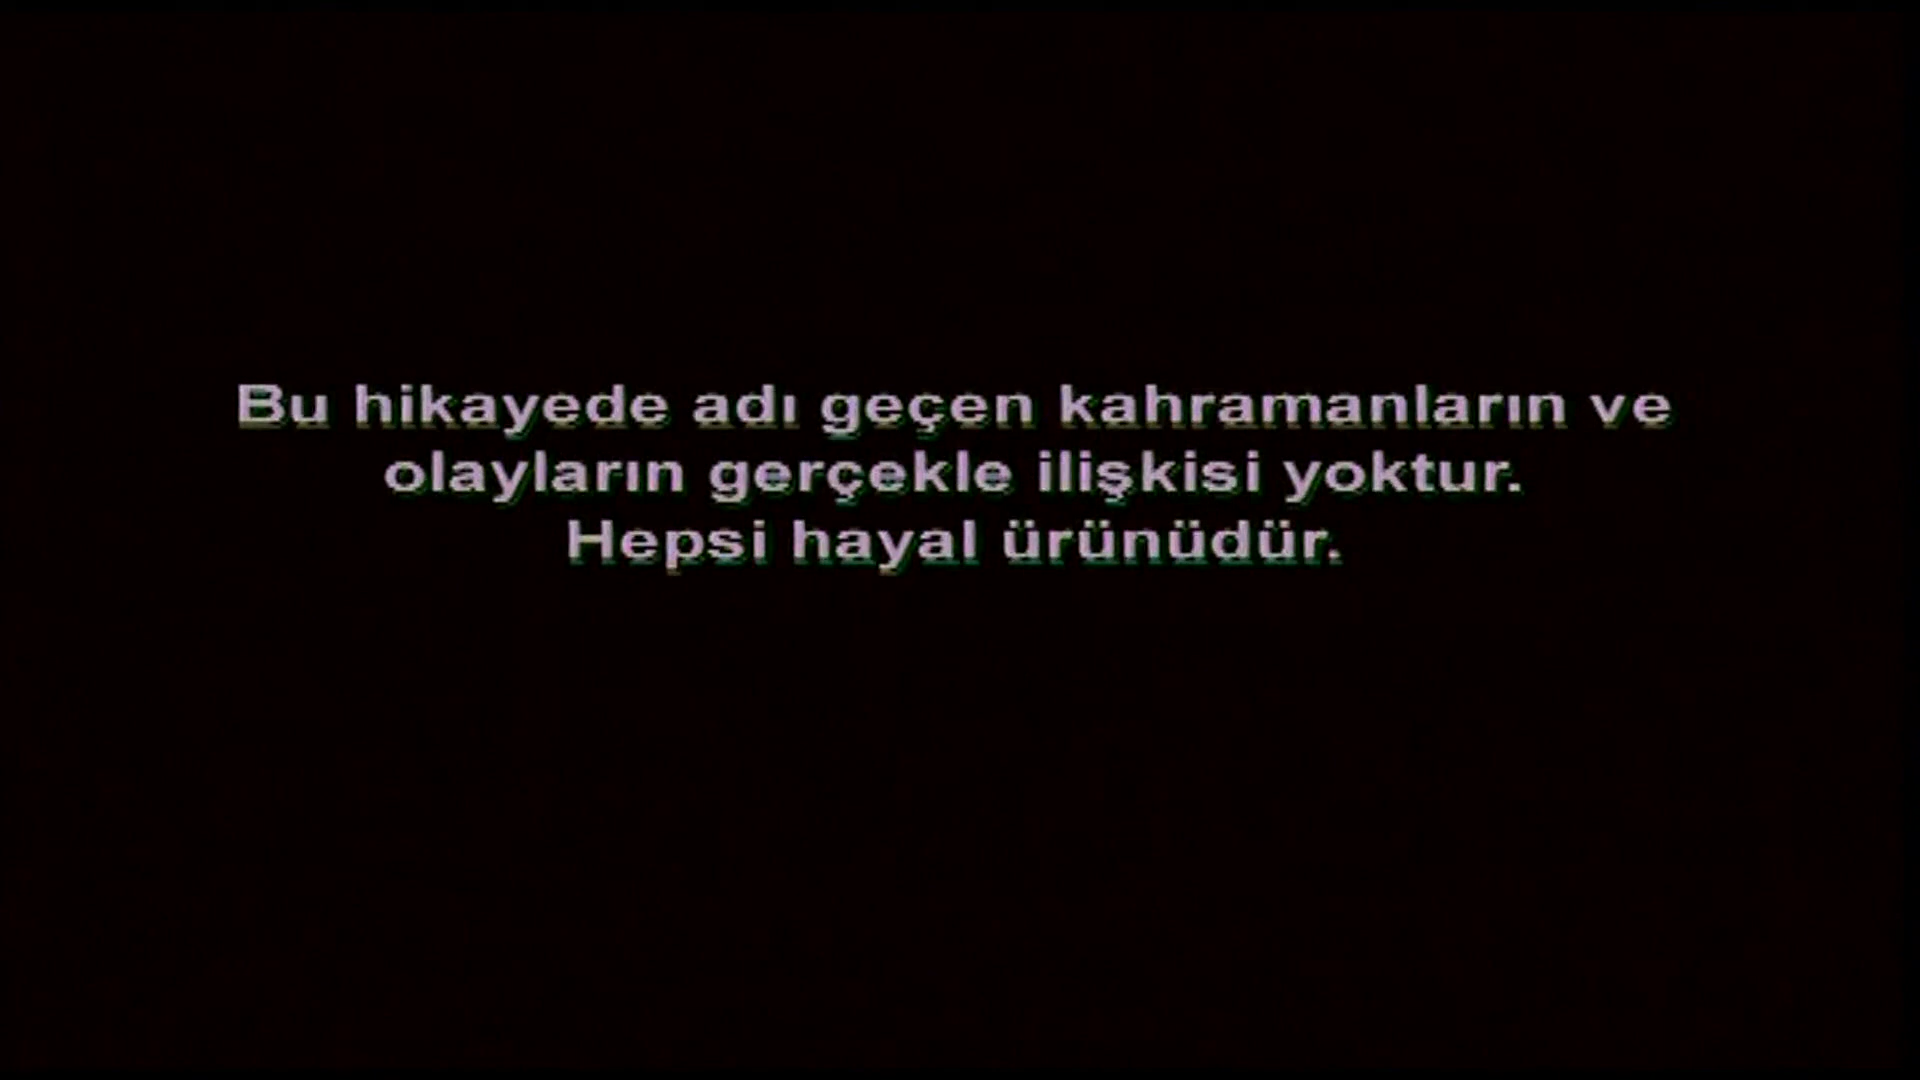 Bu hikayede adı geçen kahramanların ve
olayların gerçekle ilişkisi yoktur.
Hepsi hayal ürünüdür.